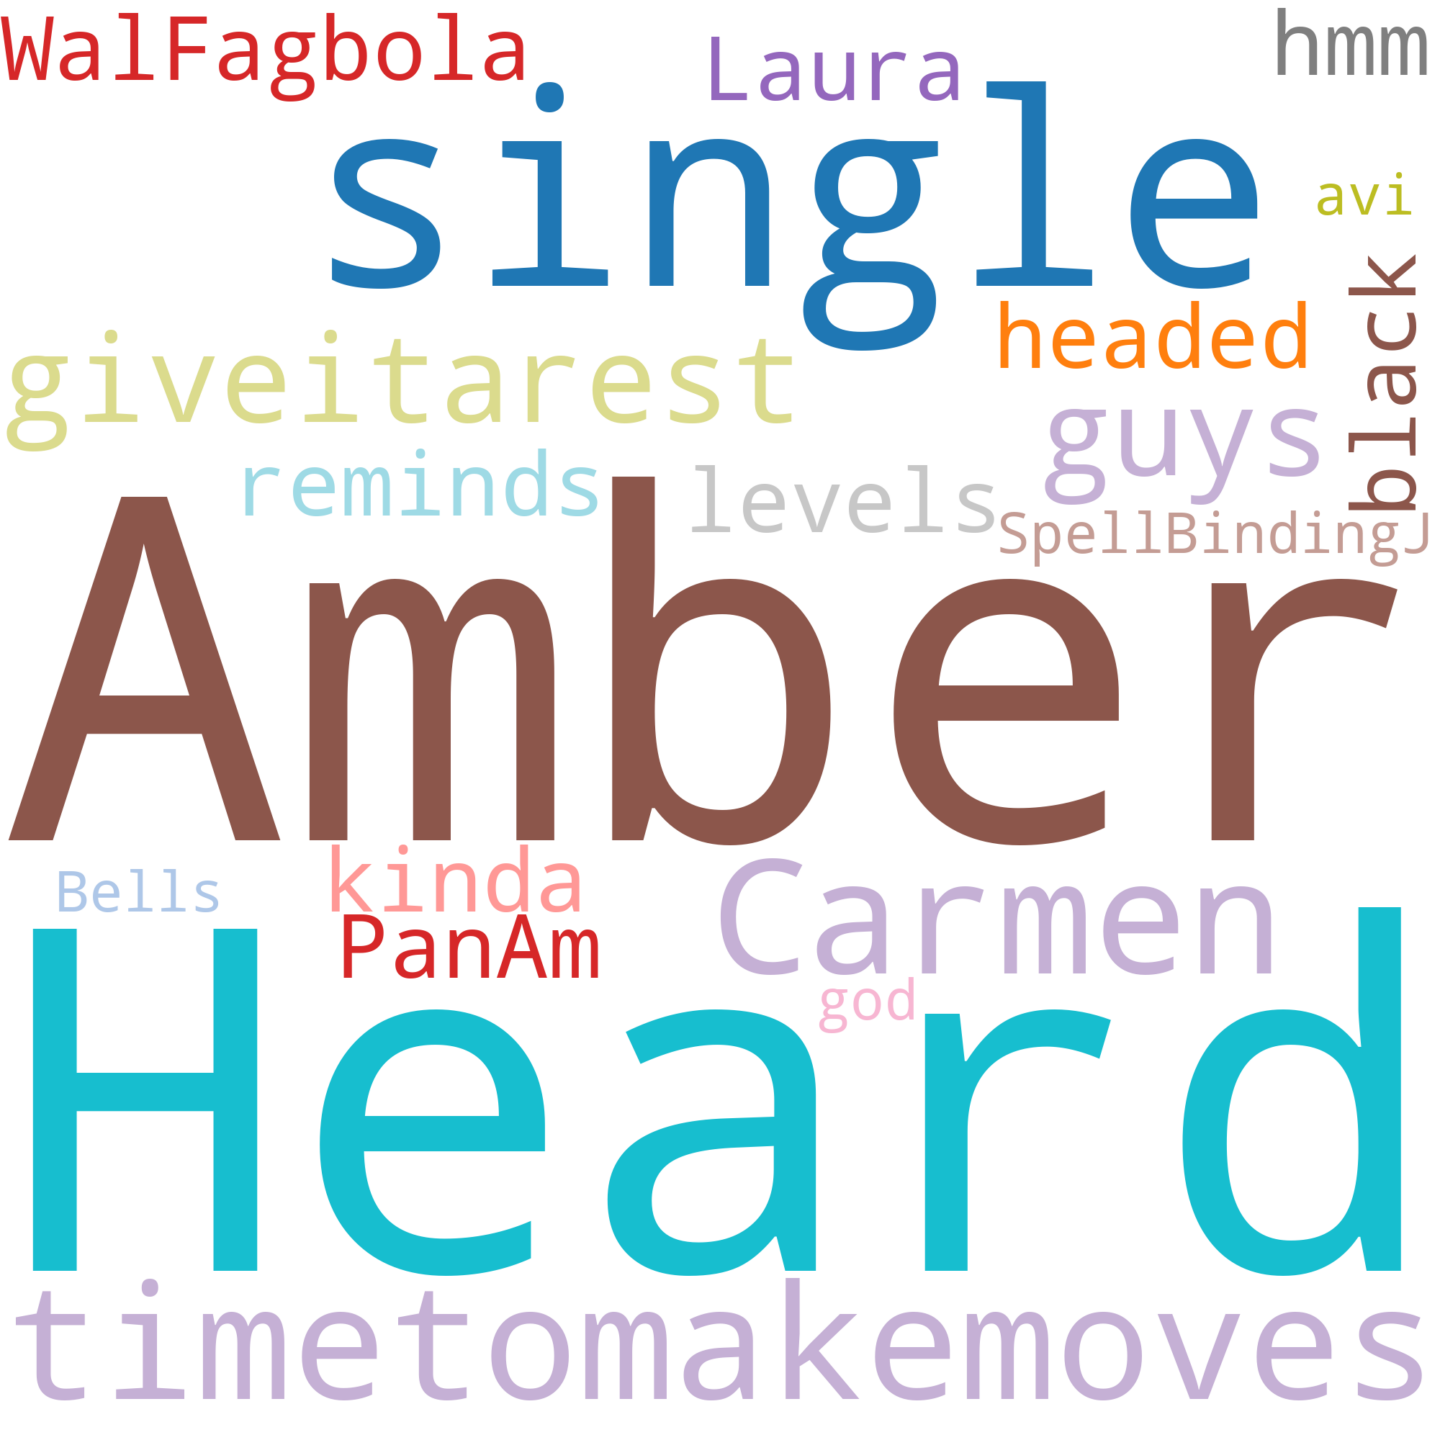 WalFagbola
Laura
hmm
single
avi
black
headed
giveitarest
guys
reminds
levels
SpellBindingJ
Amber
kinda
Bells
Carmen
PanAm
god
Heard
timetomakemoves